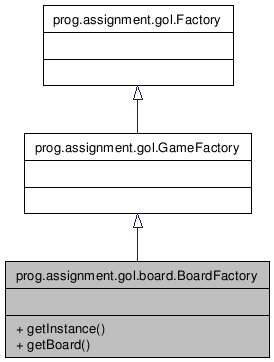 prog.assignment.gol.Factory
prog.assignment.gol.GameFactory
prog.assignment.gol.board.BoardFactory
+ getInstance()
+ getBoard()